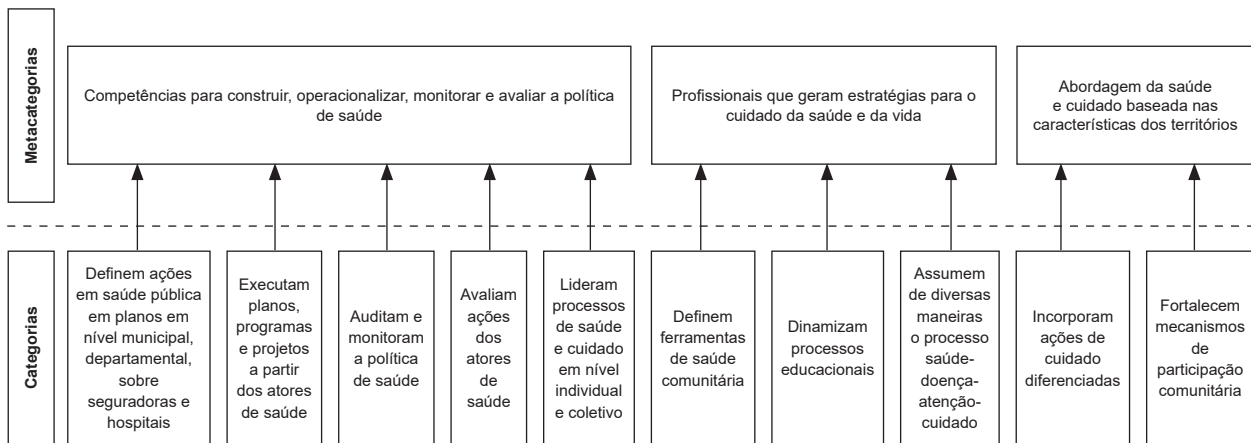 Metacategorias
Competências para construir, operacionalizar, monitorar e avaliar a política
de saúde
Profissionais que geram estratégias para o
cuidado da saúde e da vida
Abordagem da saúde
e cuidado baseada nas
características dos territórios
Categorias
Definem ações
em saúde pública
em planos em
nível municipal,
departamental,
sobre
seguradoras e
hospitais
Executam
planos,
programas
e projetos
a partir
dos atores
de saúde
Auditam e
monitoram
a política
de saúde
Avaliam
ações
dos
atores
de
saúde
Lideram
processos
de saúde
e cuidado
em nível
individual
e coletivo
Definem
ferramentas
de saúde
comunitária
Dinamizam
processos
educacionais
Assumem
de diversas
maneiras
o processo
saúde-
doença-
atenção-
cuidado
Incorporam
ações de
cuidado
diferenciadas
Fortalecem
mecanismos
de
participação
comunitária